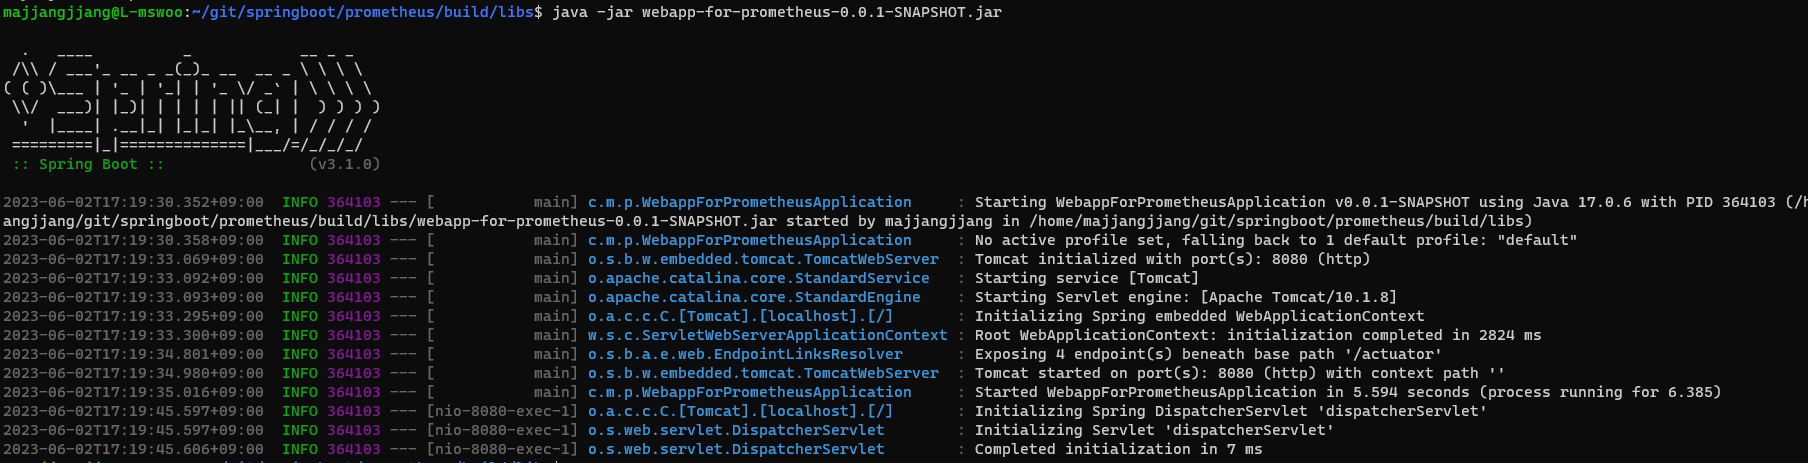 majjangjjang@L-mswoo:~/git/springboot/prometheus/build/libs$ java -jar webapp-for-prometheus-0.0.1-SNAPSHOT.jar
  .   ____          _            __ _ _
 /\\ / ___'_ __ _ _(_)_ __  __ _ \ \ \ \
( ( )\___ | '_ | '_| | '_ \/ _` | \ \ \ \
 \\/  ___)| |_)| | | | | || (_| |  ) ) ) )
  '  |____| .__|_| |_|_| |_\__, | / / / /
 =========|_|==============|___/=/_/_/_/
 :: Spring Boot ::                (v3.1.0)
2023-06-02T17:19:30.352+09:00  INFO 364103 --- [           main] c.m.p.WebappForPrometheusApplication     : Starting WebappForPrometheusApplication v0.0.1-SNAPSHOT using Java 17.0.6 with PID 364103 (/h
angjjang/git/springboot/prometheus/build/libs/webapp-for-prometheus-0.0.1-SNAPSHOT.jar started by majjangjjang in /home/majjangjjang/git/springboot/prometheus/build/libs)
2023-06-02T17:19:30.358+09:00  INFO 364103 --- [           main] c.m.p.WebappForPrometheusApplication     : No active profile set, falling back to 1 default profile: "default"
2023-06-02T17:19:33.069+09:00  INFO 364103 --- [           main] o.s.b.w.embedded.tomcat.TomcatWebServer  : Tomcat initialized with port(s): 8080 (http)
2023-06-02T17:19:33.092+09:00  INFO 364103 --- [           main] o.apache.catalina.core.StandardService   : Starting service [Tomcat]
2023-06-02T17:19:33.093+09:00  INFO 364103 --- [           main] o.apache.catalina.core.StandardEngine    : Starting Servlet engine: [Apache Tomcat/10.1.8]
2023-06-02T17:19:33.295+09:00  INFO 364103 --- [           main] o.a.c.c.C.[Tomcat].[localhost].[/]       : Initializing Spring embedded WebApplicationContext
2023-06-02T17:19:33.300+09:00  INFO 364103 --- [           main] w.s.c.ServletWebServerApplicationContext : Root WebApplicationContext: initialization completed in 2824 ms
2023-06-02T17:19:34.801+09:00  INFO 364103 --- [           main] o.s.b.a.e.web.EndpointLinksResolver      : Exposing 4 endpoint(s) beneath base path '/actuator'
2023-06-02T17:19:34.980+09:00  INFO 364103 --- [           main] o.s.b.w.embedded.tomcat.TomcatWebServer  : Tomcat started on port(s): 8080 (http) with context path ''
2023-06-02T17:19:35.016+09:00  INFO 364103 --- [           main] c.m.p.WebappForPrometheusApplication     : Started WebappForPrometheusApplication in 5.594 seconds (process running for 6.385)
2023-06-02T17:19:45.597+09:00  INFO 364103 --- [nio-8080-exec-1] o.a.c.c.C.[Tomcat].[localhost].[/]       : Initializing Spring DispatcherServlet 'dispatcherServlet'
2023-06-02T17:19:45.597+09:00  INFO 364103 --- [nio-8080-exec-1] o.s.web.servlet.DispatcherServlet        : Initializing Servlet 'dispatcherServlet'
2023-06-02T17:19:45.606+09:00  INFO 364103 --- [nio-8080-exec-1] o.s.web.servlet.DispatcherServlet        : Completed initialization in 7 ms